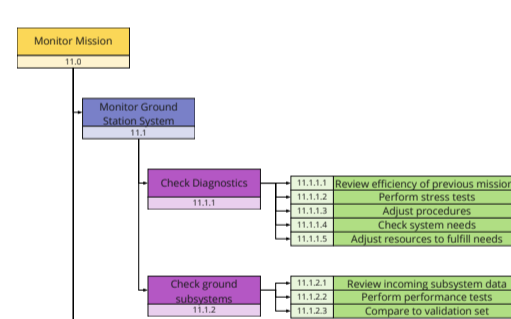 Monitor Mission
11.0
Monitor Ground
Station System
11.1
Check Diagnostics
11.1.1
11.1.1.1 Review efficiency of previous mission
11.1.1.2 Perform stress tests
11.1.1.3 Adjust procedures
11.1.1.4 Check system needs
11.1.1.5 Adjust resources to fulfill needs
Check ground
subsystems
11.1.2
11.1.2.1 Review incoming subsystem data
11.1.2.2 Perform performance tests
11.1.2.3 Compare to validation set